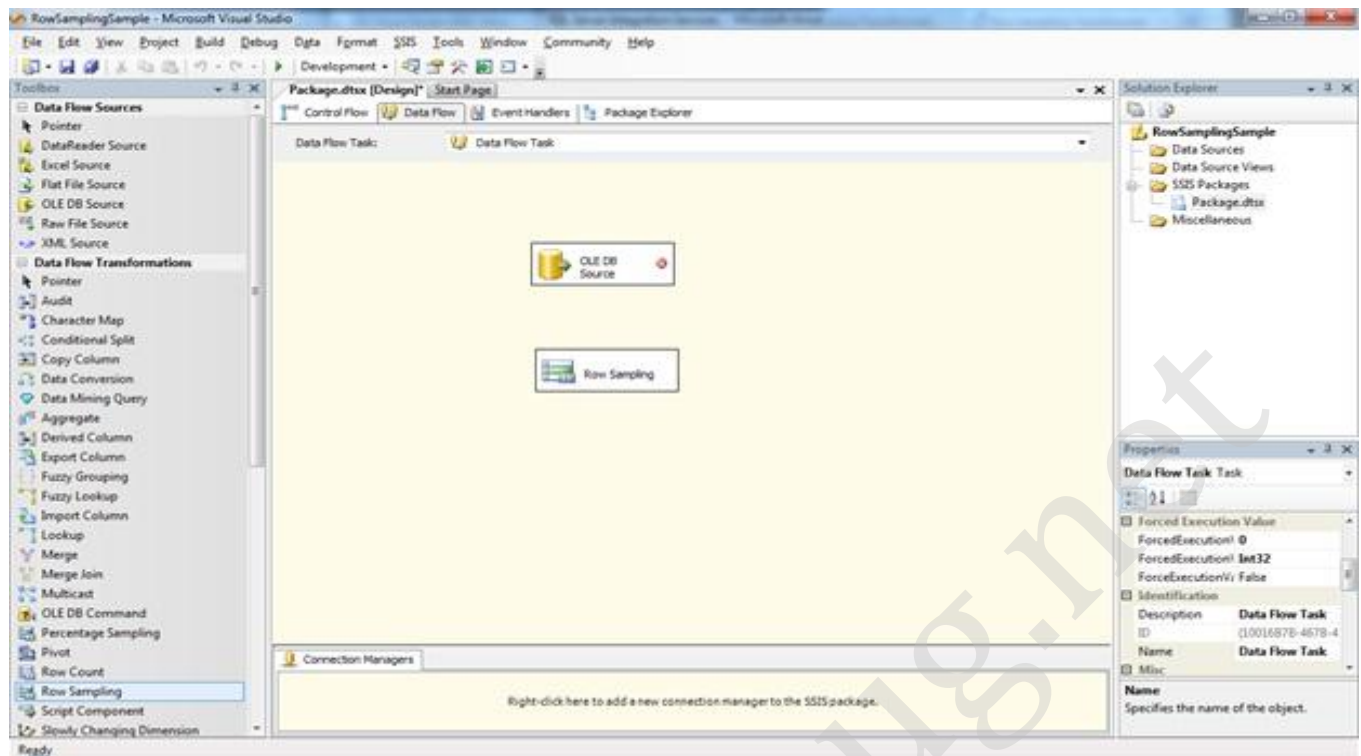 RowSamplingSample - Microsoft Visual Studio
File Edit View Project Build Debug Data Format SSIS Tools Window Community Help
Development
Toolbox
Data Flow Sources
Pointer
DataReader Source
Excel Source
Flat File Source
OLE DB Source
Raw File Source
XML Source
Data Flow Transformations
Pointer
Audit
Character Map
Conditional Split
Copy Column
Data Conversion
Data Mining Query
Aggregate
Derived Column
Export Column
Fuzzy Grouping
Fuzzy Lookup
Import Column
Lookup
Merge
Merge Join
Multicast
OLE DB Command
Percentage Sampling
Pivot
Row Count
Row Sampling
Script Component
Slowly Changing Dimension
Ready
Package.dtsx [Design]* Start Page
Control Flow Data Flow Event Handlers Package Explorer
Data Flow Task: Data Flow Task
OLE DB
Source
Row Sampling
Connection Managers
Right-click here to add a new connection manager to the SSIS package.
Solution Explorer
RowSamplingSample
Data Sources
Data Source Views
SSIS Packages
Package.dtsx
Miscellaneous
Properties
Data Flow Task Task
Forced Execution Value
ForcedExecution 0
ForcedExecution Int32
ForceExecutionV False
Identification
Description Data Flow Task
ID {10016878-4678-4
Name Data Flow Task
Misc
Name
Specifies the name of the object.
ug.net